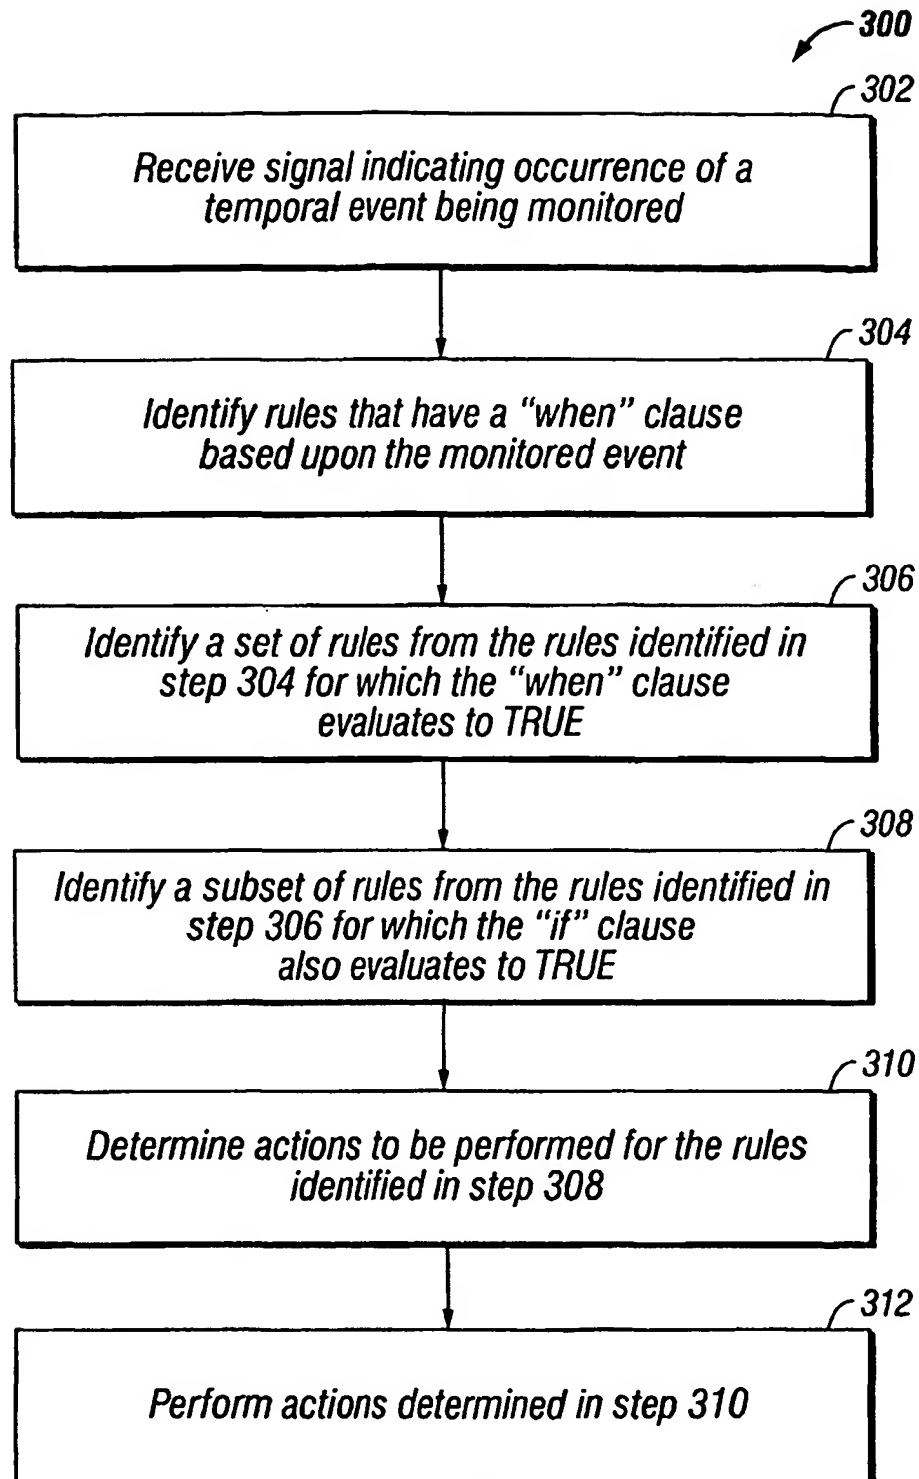 300
302
Receive signal indicating occurrence of a
temporal event being monitored
304
Identify rules that have a “when” clause
based upon the monitored event
306
Identify a set of rules from the rules identified in
step 304 for which the “when” clause
evaluates to TRUE
308
Identify a subset of rules from the rules identified in
step 306 for which the “if” clause
also evaluates to TRUE
310
Determine actions to be performed for the rules
identified in step 308
312
Perform actions determined in step 310